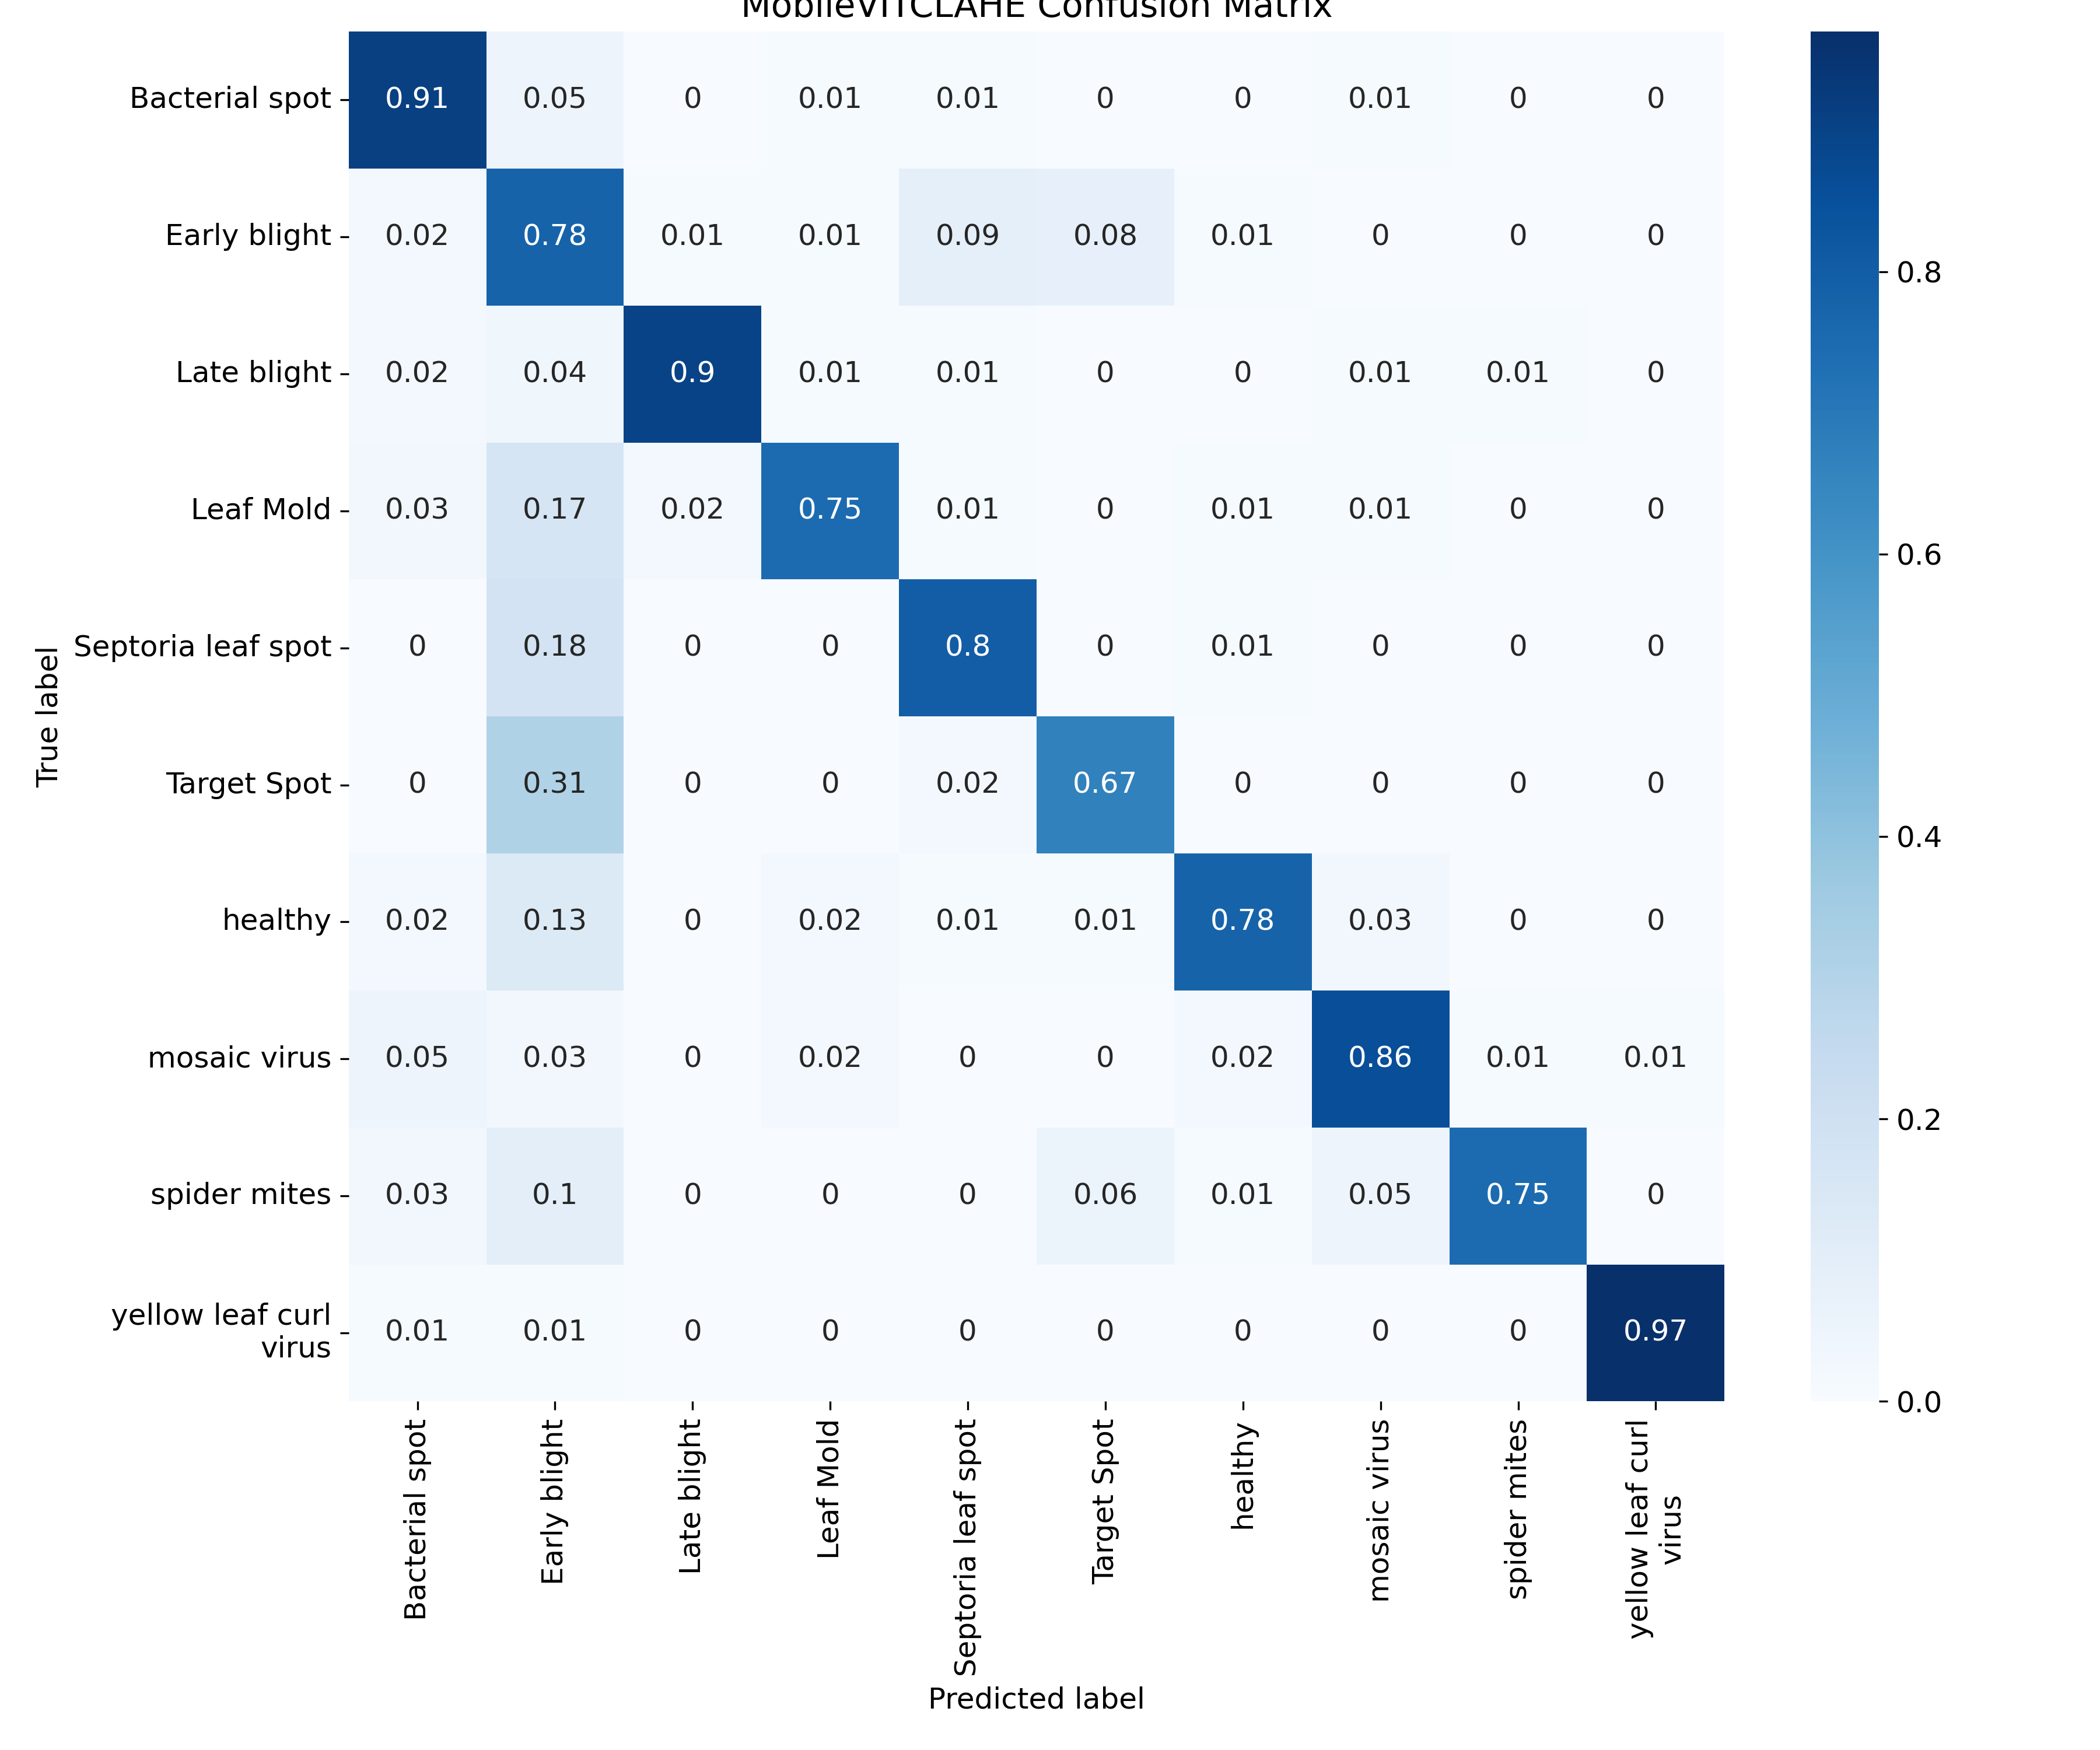 MobileViTCLAHE Confusion Matrix
Bacterial spot 0.91 0.05 0 0.01 0.01 0 0 0.01 0 0
Early blight 0.02 0.78 0.01 0.01 0.09 0.08 0.01 0 0 0
0.8
Late blight 0.02 0.04 0.9 0.01 0.01 0 0 0.01 0.01 0
Leaf Mold 0.03 0.17 0.02 0.75 0.01 0 0.01 0.01 0 0
0.6
Septoria leaf spot 0 0.18 0 0 0.8 0 0.01 0 0 0
True label
Target Spot 0 0.31 0 0 0.02 0.67 0 0 0 0
0.4
healthy 0.02 0.13 0 0.02 0.01 0.01 0.78 0.03 0 0
mosaic virus 0.05 0.03 0 0.02 0 0 0.02 0.86 0.01 0.01
0.2
spider mites 0.03 0.1 0 0 0 0.06 0.01 0.05 0.75 0
yellow leaf curl
virus 0.01 0.01 0 0 0 0 0 0 0 0.97
0.0
Bacterial spot
Early blight
Late blight
Leaf Mold
Septoria leaf spot
Target Spot
healthy
mosaic virus
spider mites
yellow leaf curl
virus
Predicted label